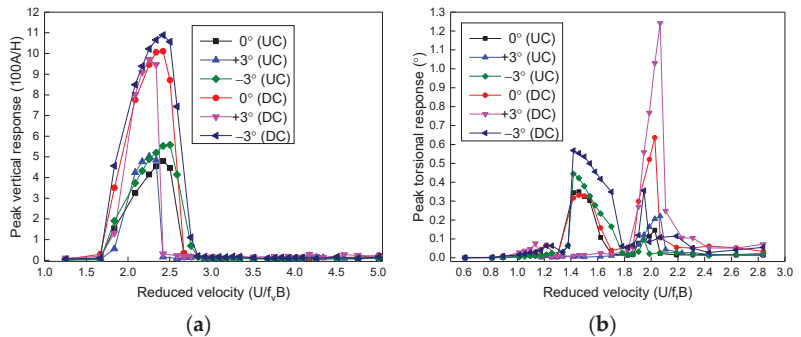 (a)
Peak vertical response (100A/H)
11
10
9
8
7
6
5
4
3
2
1
0
0° (UC)
+3° (UC)
−3° (UC)
0° (DC)
+3° (DC)
−3° (DC)
1.0 1.5 2.0 2.5 3.0 3.5 4.0 4.5 5.0
Reduced velocity (U/fᵥB)
(a)
(b)
Peak torsional response (°)
1.3
1.2
1.1
1.0
0.9
0.8
0.7
0.6
0.5
0.4
0.3
0.2
0.1
0.0
0° (UC)
+3° (UC)
−3° (UC)
0° (DC)
+3° (DC)
−3° (DC)
0.6 0.8 1.0 1.2 1.4 1.6 1.8 2.0 2.2 2.4 2.6 2.8 3.0
Reduced velocity (U/fₜB)
(b)